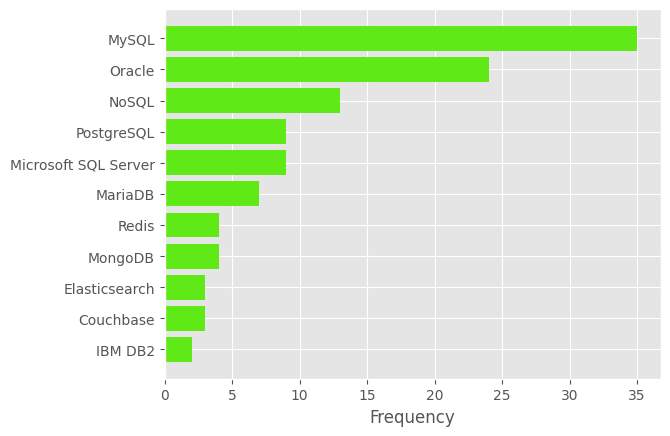 MySQL
Oracle
NoSQL
PostgreSQL
Microsoft SQL Server
MariaDB
Redis
MongoDB
Elasticsearch
Couchbase
IBM DB2
0 5 10 15 20 25 30 35
Frequency